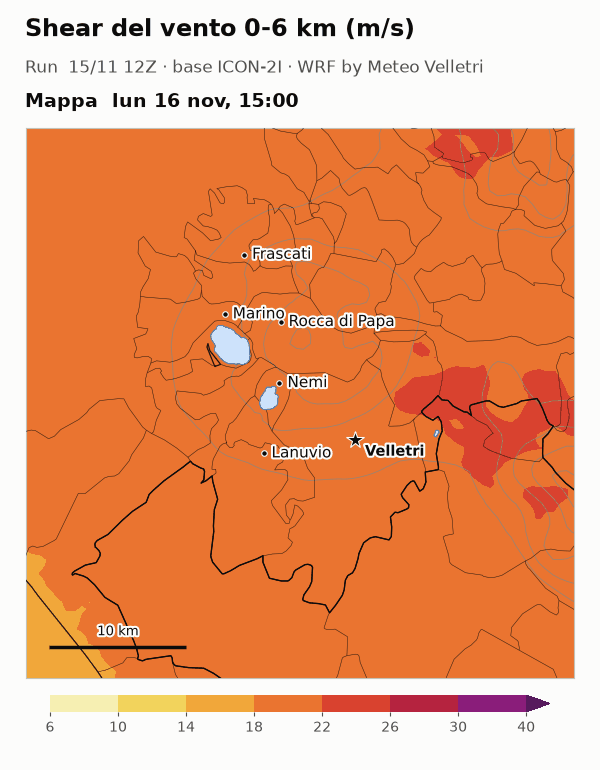 Shear del vento 0-6 km (m/s)
Run  15/11 12Z · base ICON-2I · WRF by Meteo Velletri
Mappa  lun 16 nov, 15:00
Frascati
Marino
Rocca di Papa
Nemi
Velletri
Lanuvio
10 km
6 10 14 18 22 26 30 40